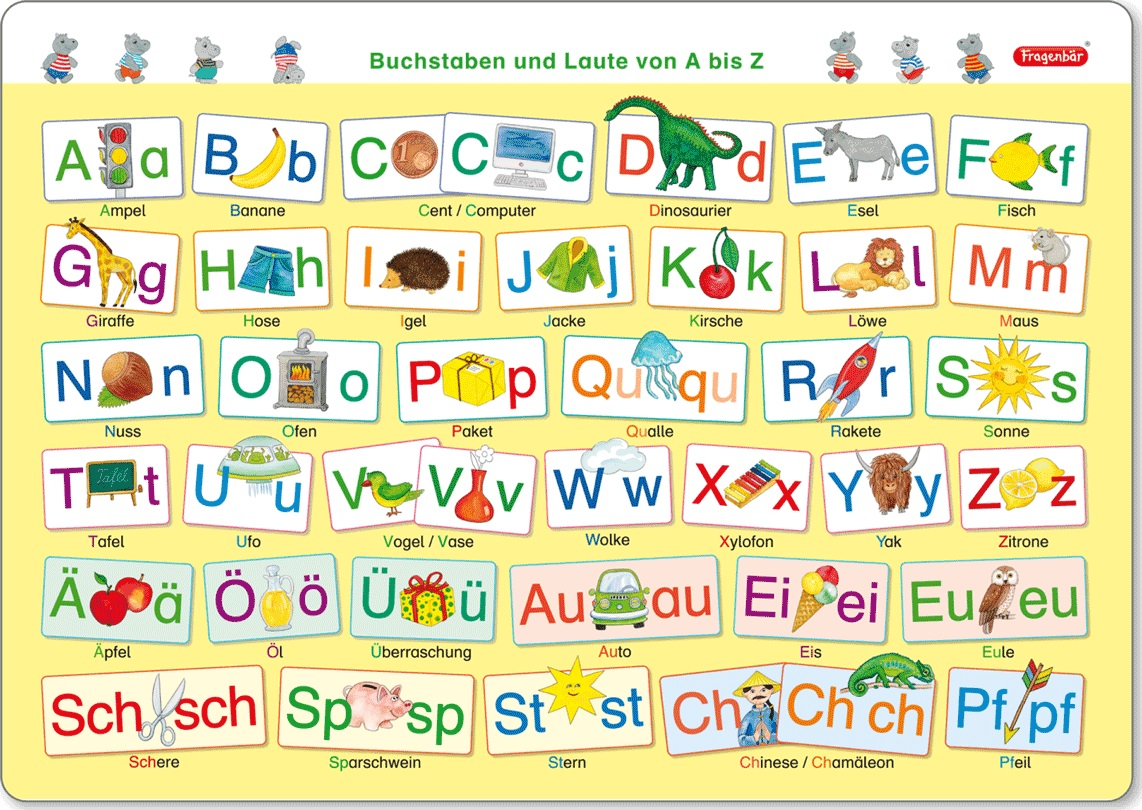 Buchstaben und Laute von A bis Z
Fragenbär®
A a B b C 1 C c D d E e F f
Ampel Banane Cent / Computer Dinosaurier Esel Fisch
G g H h I i J j K k L l M m
Giraffe Hose Igel Jacke Kirsche Löwe Maus
N n O o P p Qu qu R r S s
Nuss Ofen Paket Qualle Rakete Sonne
T Tafel t U u V V v W w X x Y y Z z
Tafel Ufo Vogel / Vase Wolke Xylofon Yak Zitrone
Ä ä Ö ö Ü ü Au au Ei ei Eu eu
Äpfel Öl Überraschung Auto Eis Eule
Sch sch Sp sp St st Ch Ch ch Pf pf
Schere Sparschwein Stern Chinese / Chamäleon Pfeil